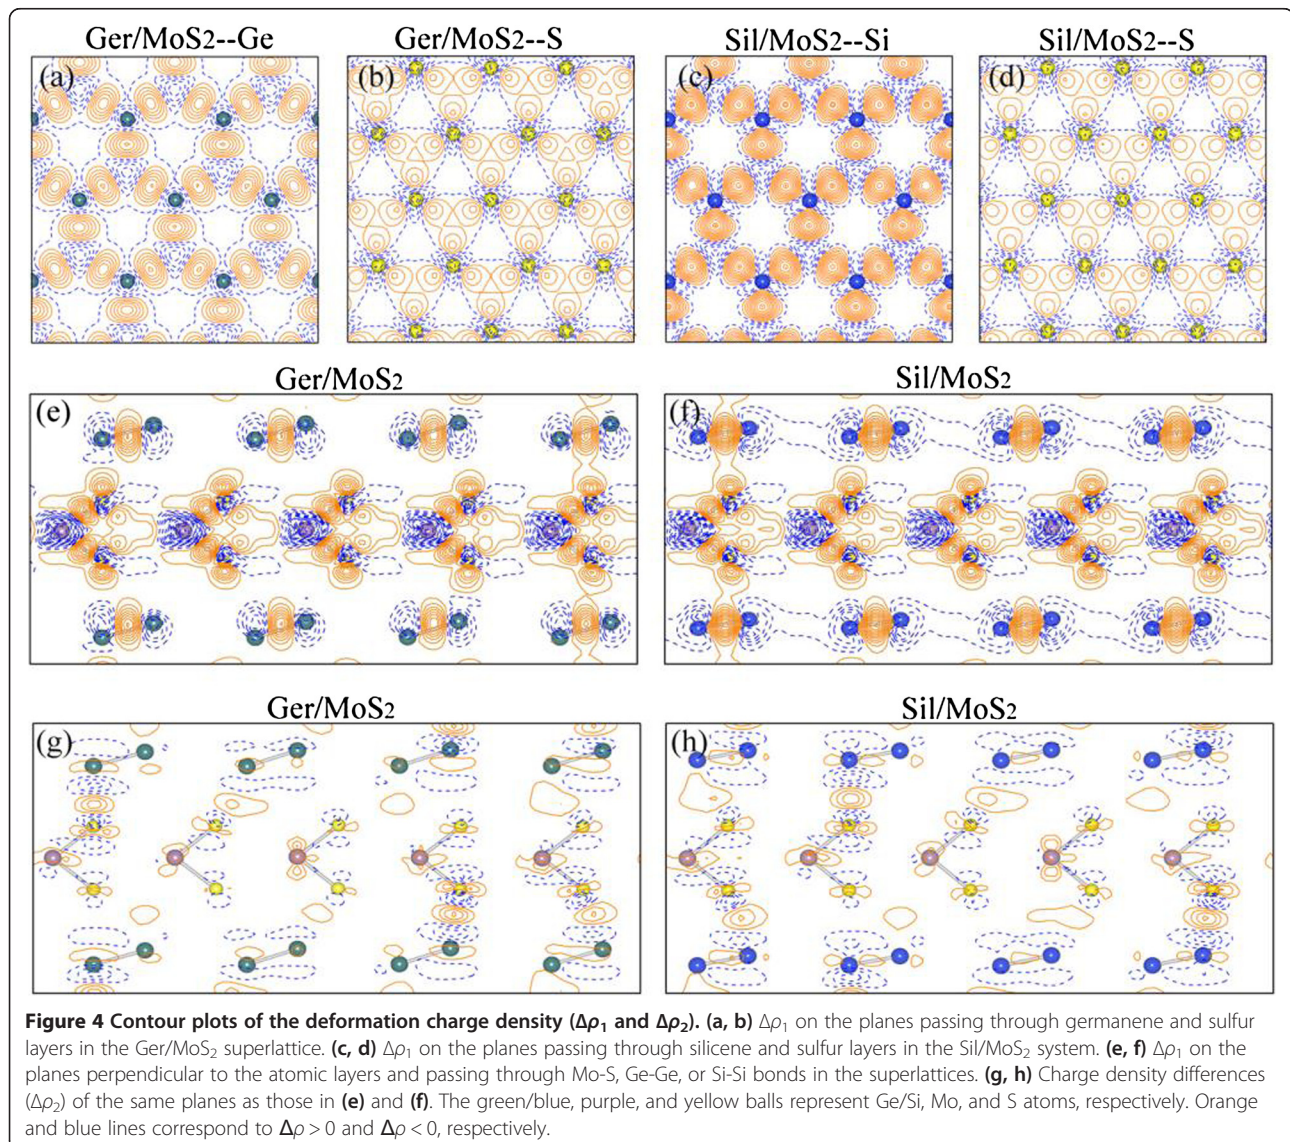 Ger/MoS2--Ge Ger/MoS2--S Sil/MoS2--Si Sil/MoS2--S
(a) (b) (c) (d)
Ger/MoS₂ Sil/MoS₂
(e) (f)
Ger/MoS₂ Sil/MoS₂
(g) (h)
Figure 4 Contour plots of the deformation charge density (Δρ₁ and Δρ₂). (a, b) Δρ₁ on the planes passing through germanene and sulfur
layers in the Ger/MoS₂ superlattice. (c, d) Δρ₁ on the planes passing through silicene and sulfur layers in the Sil/MoS₂ system. (e, f) Δρ₁ on the
planes perpendicular to the atomic layers and passing through Mo-S, Ge-Ge, or Si-Si bonds in the superlattices. (g, h) Charge density differences
(Δρ₂) of the same planes as those in (e) and (f). The green/blue, purple, and yellow balls represent Ge/Si, Mo, and S atoms, respectively. Orange
and blue lines correspond to Δρ > 0 and Δρ < 0, respectively.